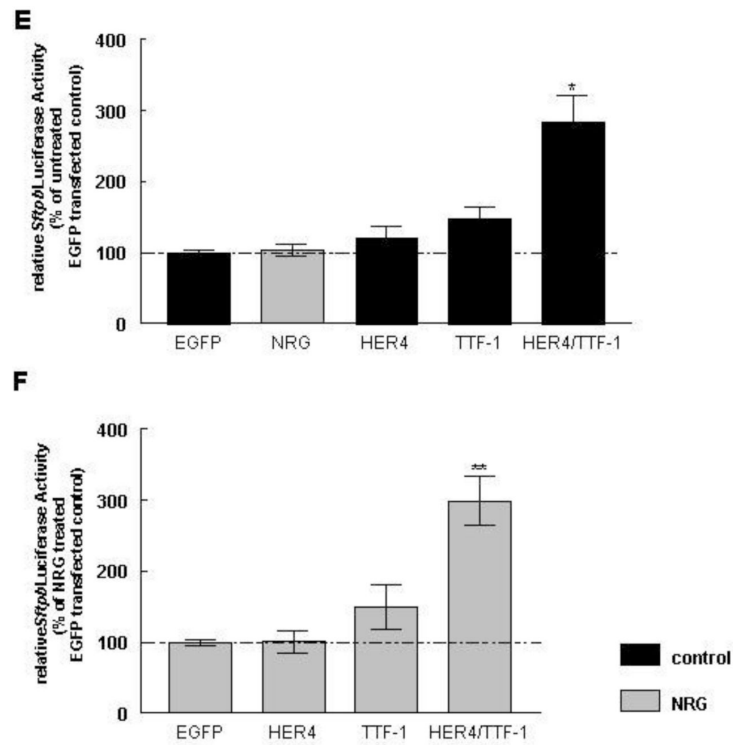 E
relative SftpbLuciferase Activity
(% of untreated
EGFP transfected control)
400
300
200
100
0
*
EGFP NRG HER4 TTF-1 HER4/TTF-1
F
relativeSftpbLuciferase Activity
(% of NRG treated
EGFP transfected control)
400
300
200
100
0
**
EGFP HER4 TTF-1 HER4/TTF-1
control
NRG